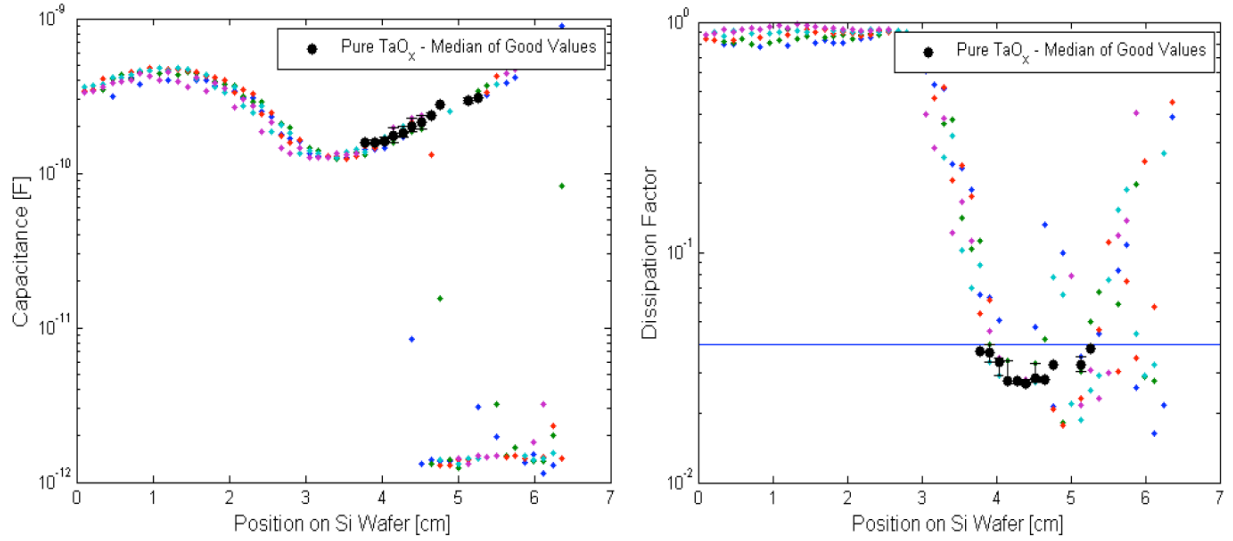 Pure TaOx - Median of Good Values
Capacitance [F]
10^-9
10^-10
10^-11
10^-12
0 1 2 3 4 5 6 7
Position on Si Wafer [cm]
Pure TaOx - Median of Good Values
Dissipation Factor
10^0
10^-1
10^-2
0 1 2 3 4 5 6 7
Position on Si Wafer [cm]